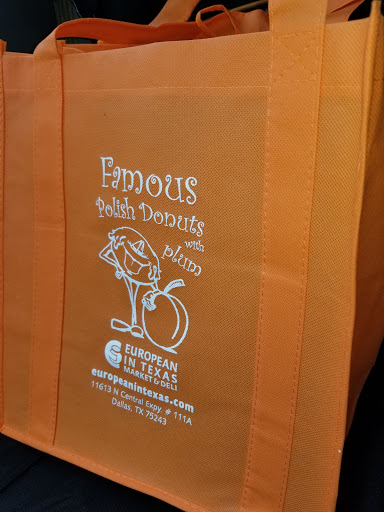 Famous
Polish Donuts
with
plum
EUROPEAN
IN TEXAS
MARKET & DELI
europeanintexas.com
11613 N Central Expy. # 111A
Dallas, TX 75243